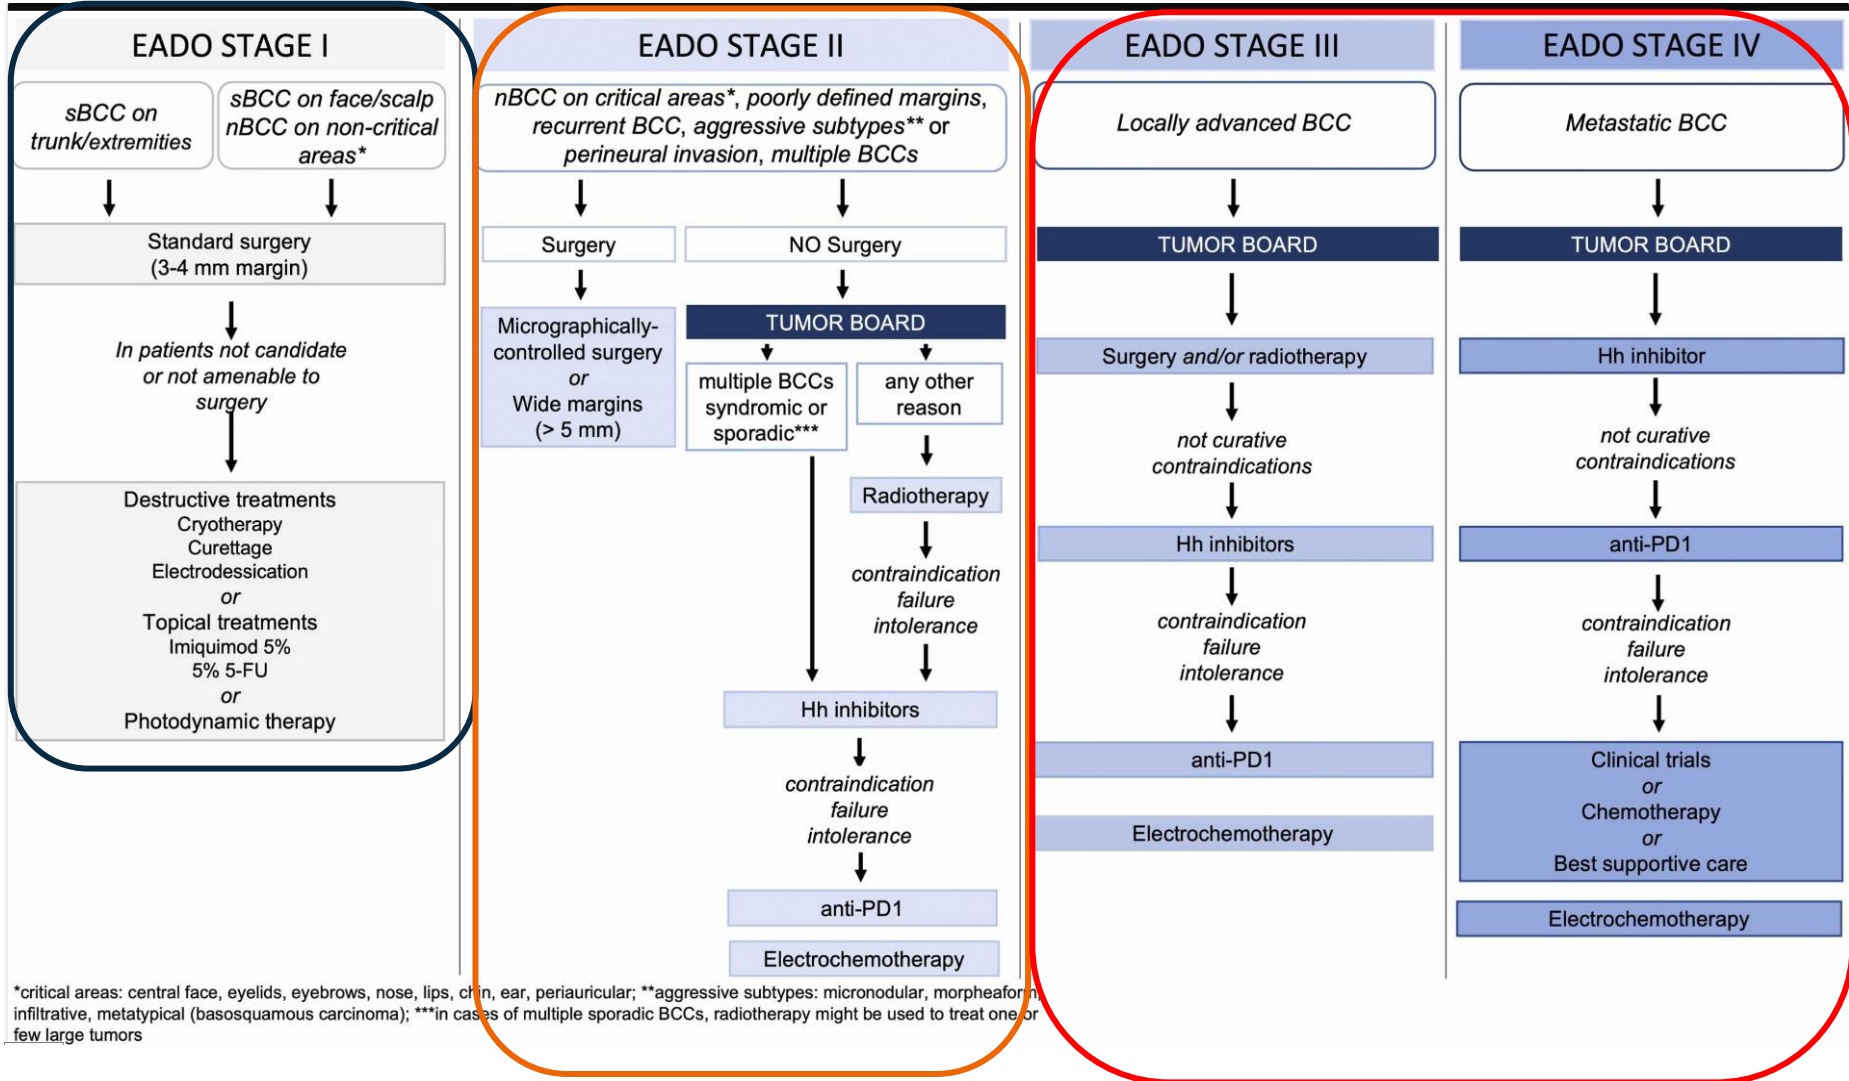 EADO STAGE I
sBCC on
trunk/extremities
sBCC on face/scalp
nBCC on non-critical
areas*
Standard surgery
(3-4 mm margin)
In patients not candidate
or not amenable to
surgery
Destructive treatments
Cryotherapy
Curettage
Electrodessication
or
Topical treatments
Imiquimod 5%
5% 5-FU
or
Photodynamic therapy
EADO STAGE II
nBCC on critical areas*, poorly defined margins,
recurrent BCC, aggressive subtypes** or
perineural invasion, multiple BCCs
Surgery
Micrographically-
controlled surgery
or
Wide margins
(> 5 mm)
NO Surgery
TUMOR BOARD
multiple BCCs
syndromic or
sporadic***
any other
reason
Radiotherapy
contraindication
failure
intolerance
Hh inhibitors
contraindication
failure
intolerance
anti-PD1
Electrochemotherapy
EADO STAGE III
Locally advanced BCC
TUMOR BOARD
Surgery and/or radiotherapy
not curative
contraindications
Hh inhibitors
contraindication
failure
intolerance
anti-PD1
Electrochemotherapy
EADO STAGE IV
Metastatic BCC
TUMOR BOARD
Hh inhibitor
not curative
contraindications
anti-PD1
contraindication
failure
intolerance
Clinical trials
or
Chemotherapy
or
Best supportive care
Electrochemotherapy
*critical areas: central face, eyelids, eyebrows, nose, lips, chin, ear, periauricular; **aggressive subtypes: micronodular, morpheaform,
infiltrative, metatypical (basosquamous carcinoma); ***in cases of multiple sporadic BCCs, radiotherapy might be used to treat one or
few large tumors